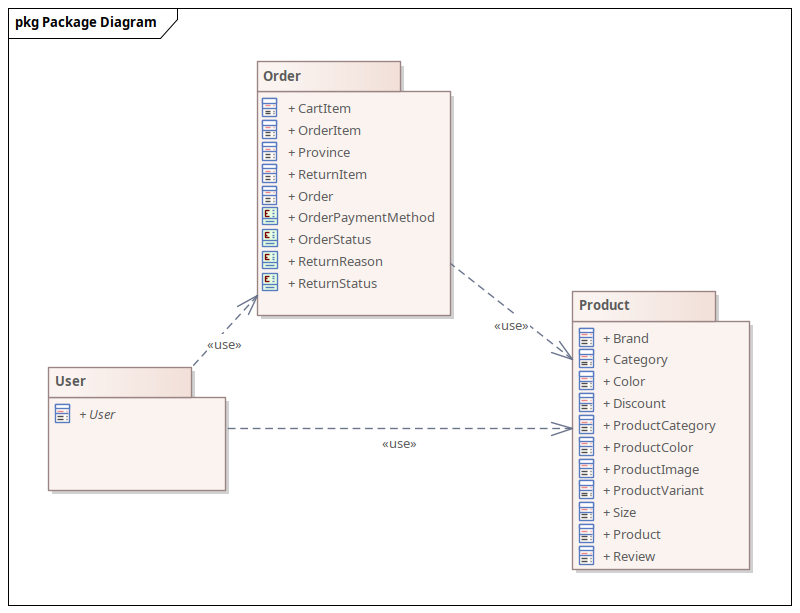 pkg Package Diagram
Order
+ CartItem
+ OrderItem
+ Province
+ ReturnItem
+ Order
+ OrderPaymentMethod
+ OrderStatus
+ ReturnReason
+ ReturnStatus
«use»
«use»
Product
+ Brand
+ Category
+ Color
+ Discount
+ ProductCategory
+ ProductColor
+ ProductImage
+ ProductVariant
+ Size
+ Product
+ Review
User
+ User
«use»